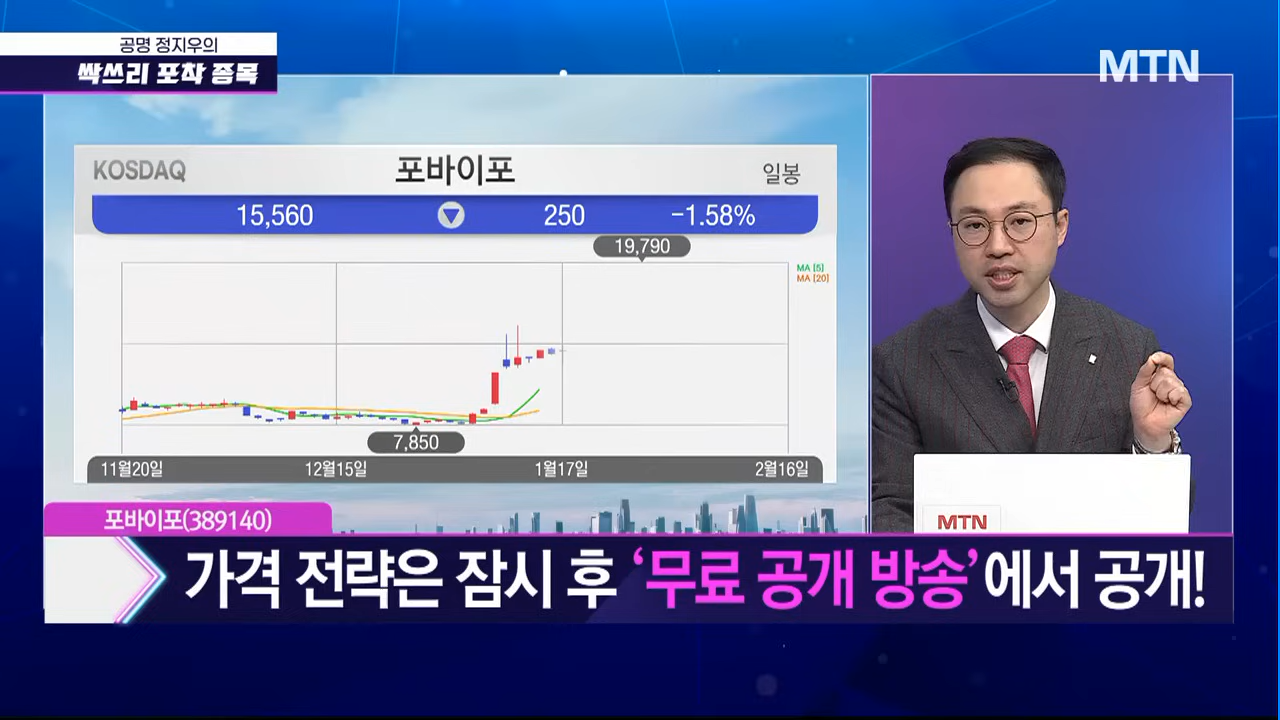 공명 정지우의
싹쓰리 포착 종목
MTN
KOSDAQ
포바이포
일봉
15,560
250
-1.58%
19,790
MA [5]
MA [20]
7,850
11월20일
12월15일
1월17일
2월16일
MTN
포바이포(389140)
가격 전략은 잠시 후 ‘무료 공개 방송’에서 공개!